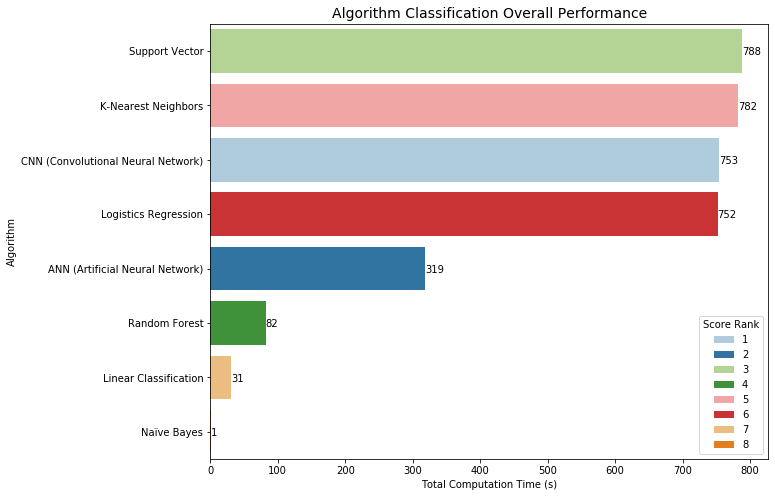 Algorithm Classification Overall Performance
Support Vector
788
K-Nearest Neighbors
782
CNN (Convolutional Neural Network)
753
Logistics Regression
752
ANN (Artificial Neural Network)
319
Random Forest
82
Linear Classification
31
Naïve Bayes
1
Algorithm
Score Rank
1
2
3
4
5
6
7
8
0 100 200 300 400 500 600 700 800
Total Computation Time (s)